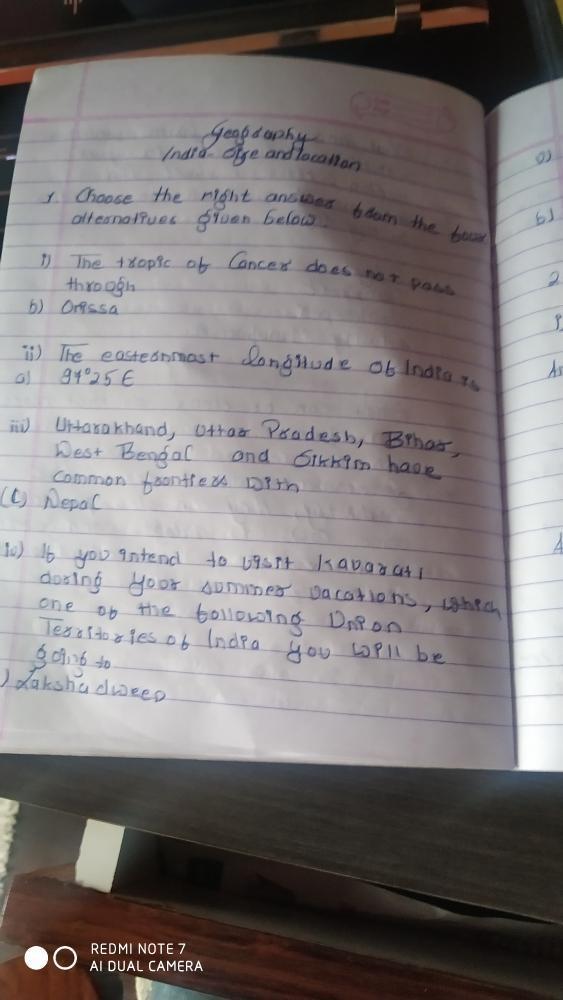 Geography
India - Size and location
1. Choose the right answer from the four
alternatives given below.
i) The tropic of Cancer does not pass
through
b) Orissa
ii) The easternmost longitude of India is
a) 97°25'E
iii) Uttarakhand, Uttar Pradesh, Bihar,
West Bengal and Sikkim have
common frontiers with
(C) Nepal
iv) If you intend to visit Kavarati
during your summer vacations, which
one of the following Union
Territories of India you will be
going to
) Lakshadweep
a)
b)
2
A
REDMI NOTE 7
AI DUAL CAMERA